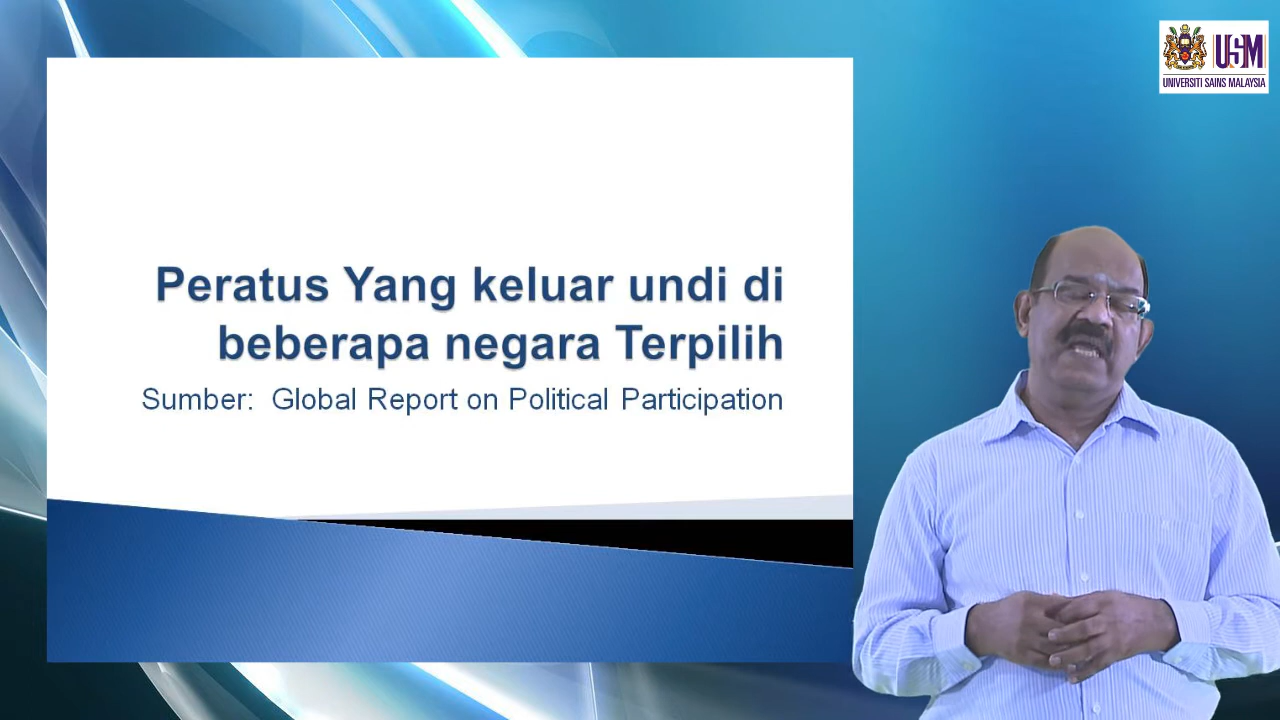 USM
UNIVERSITI SAINS MALAYSIA
Peratus Yang keluar undi di
beberapa negara Terpilih
Sumber: Global Report on Political Participation